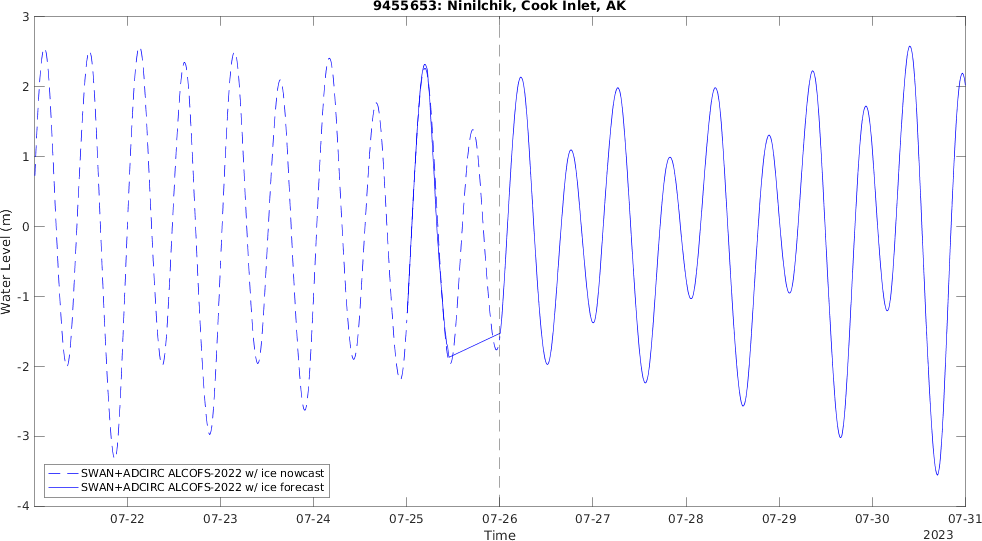 9455653: Ninilchik, Cook Inlet, AK
3
2
1
0
-1
-2
-3
-4
Water Level (m)
SWAN+ADCIRC ALCOFS-2022 w/ ice nowcast
SWAN+ADCIRC ALCOFS-2022 w/ ice forecast
07-22 07-23 07-24 07-25 07-26 07-27 07-28 07-29 07-30 07-31
Time
2023